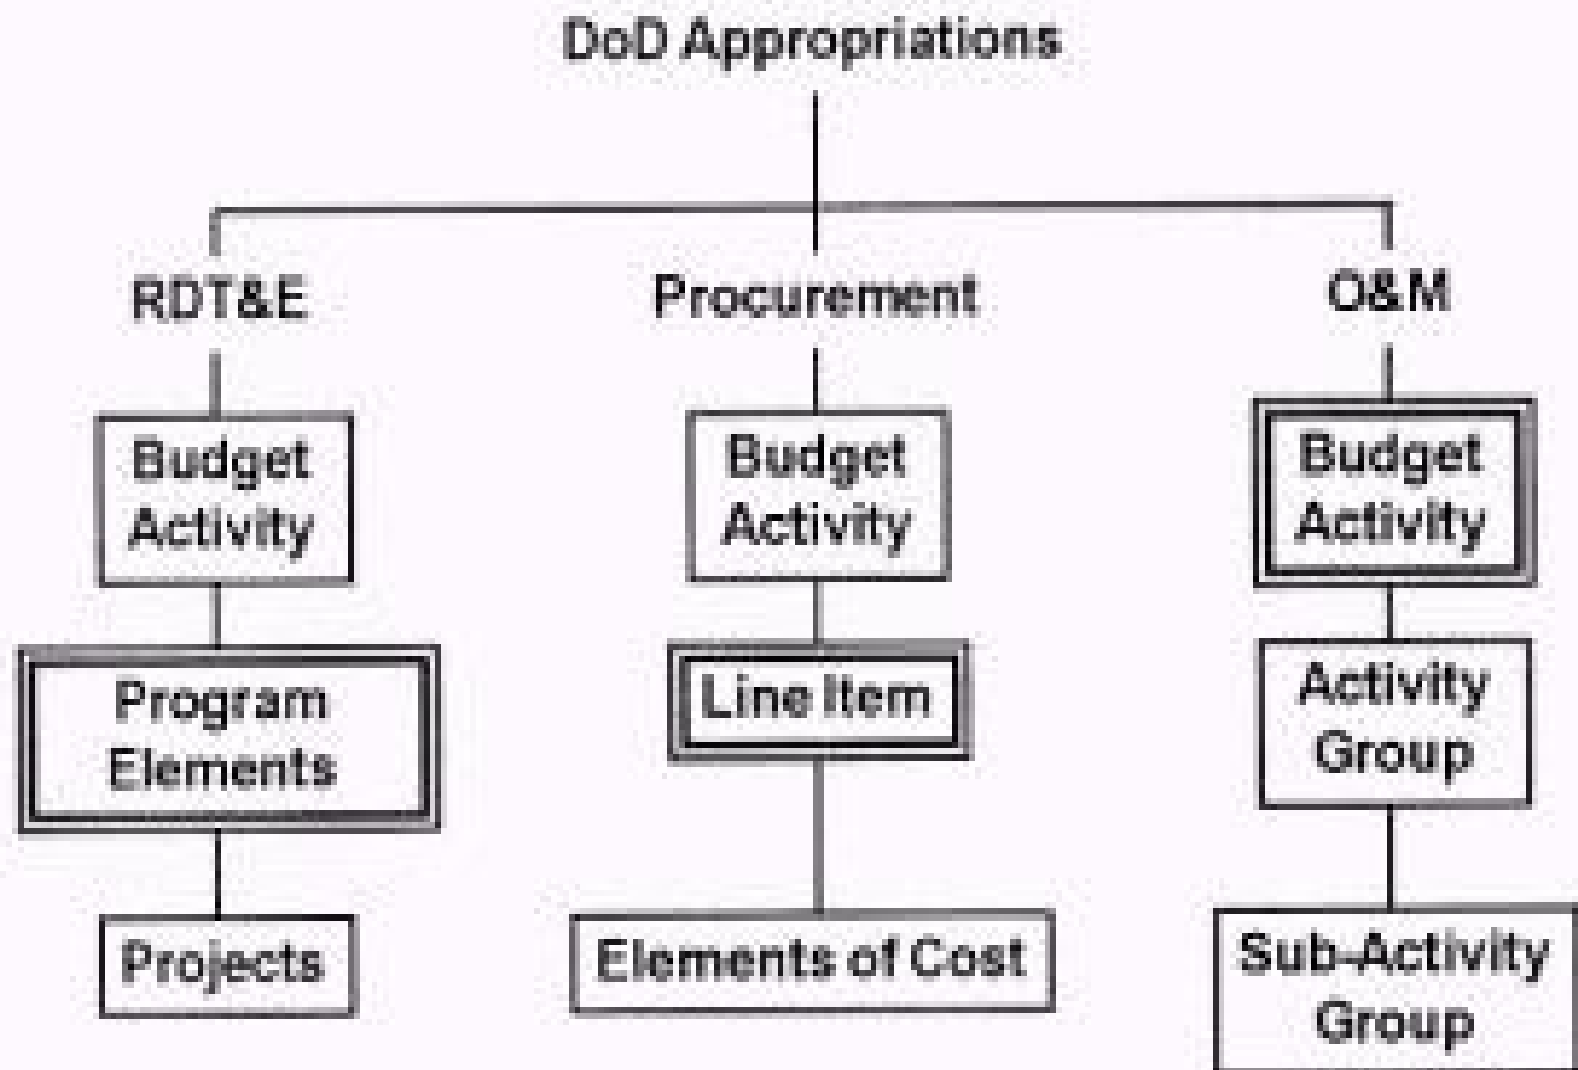 DoD Appropriations
RDT&E
Procurement
O&M
Budget
Activity
Budget
Activity
Budget
Activity
Program
Elements
Line Item
Activity
Group
Projects
Elements of Cost
Sub-Activity
Group